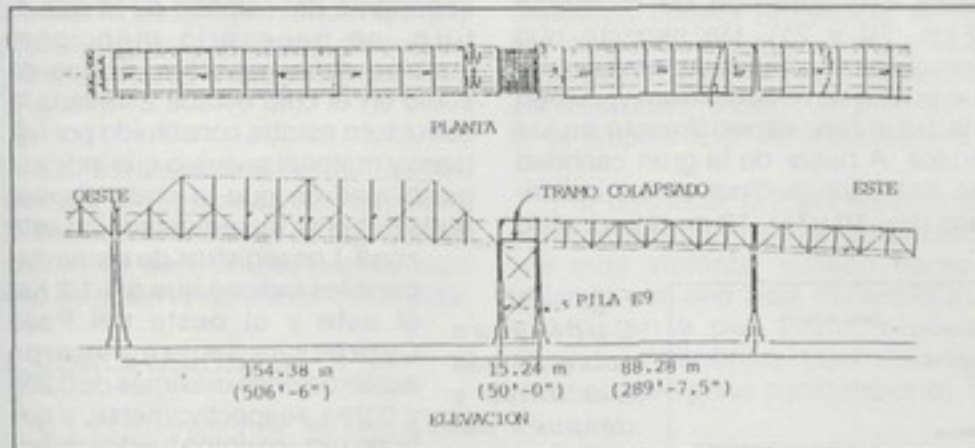 PLANTA
OESTE
TRAMO COLAPSADO
ESTE
PILA E9
154.38 m
(506'-6")
15.24 m
(50'-0")
88.28 m
(289'-7,5")
ELEVACION